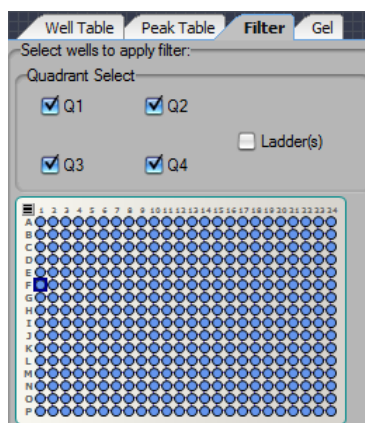 Well Table Peak Table Filter Gel
Select wells to apply filter:
Quadrant Select
Q1 Q2
Ladder(s)
Q3 Q4
1 2 3 4 5 6 7 8 9 10 11 12 13 14 15 16 17 18 19 20 21 22 23 24
A
B
C
D
E
F
G
H
I
J
K
L
M
N
O
P